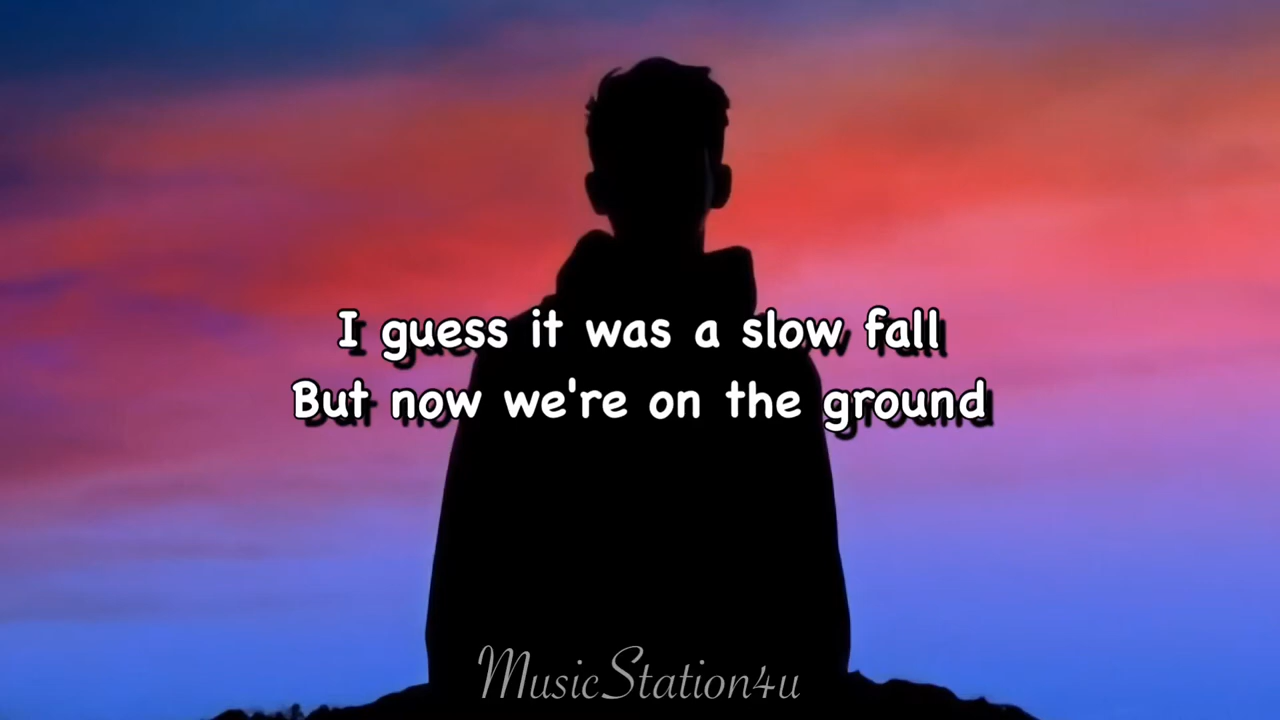 I guess it was a slow fall
But now we're on the ground
MusicStation4u